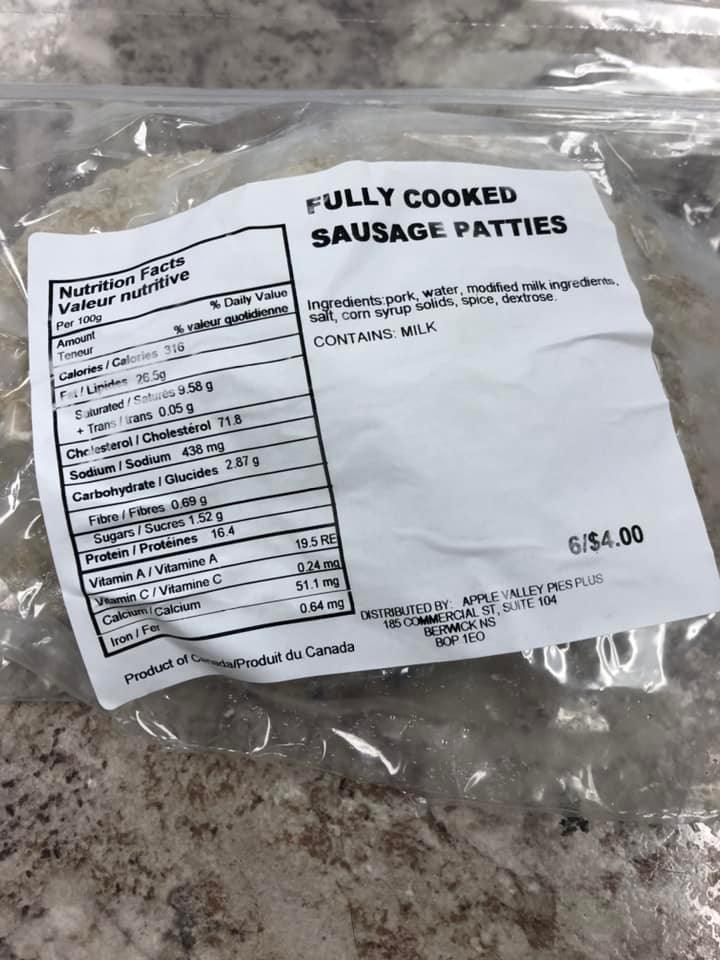 FULLY COOKED
SAUSAGE PATTIES
Nutrition Facts
Valeur nutritive
Per 100g
Amount % Daily Value
Teneur % valeur quotidienne
Calories / Calories 316
Fat / Lipides 26.5g
Saturated / Saturés 9.58 g
+ Trans / trans 0.05 g
Cholesterol / Cholestérol 71.8
Sodium / Sodium 438 mg
Carbohydrate / Glucides 2.87 g
Fibre / Fibres 0.69 g
Sugars / Sucres 1.52 g
Protein / Protéines 16.4
Vitamin A / Vitamine A 19.5 RE
Vitamin C / Vitamine C 0.24 mg
Calcium / Calcium 51.1 mg
Iron / Fer 0.64 mg
Product of Canada/Produit du Canada
Ingredients:pork, water, modified milk ingredients,
salt, corn syrup solids, spice, dextrose.
CONTAINS: MILK
6/$4.00
DISTRIBUTED BY: APPLE VALLEY PIES PLUS
185 COMMERCIAL ST, SUITE 104
BERWICK NS
BOP 1EO